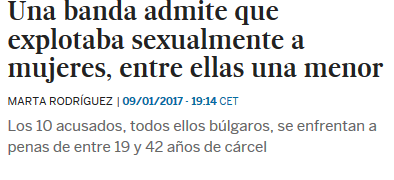 Una banda admite que
explotaba sexualmente a
mujeres, entre ellas una menor
MARTA RODRÍGUEZ | 09/01/2017 - 19:14 CET
Los 10 acusados, todos ellos búlgaros, se enfrentan a
penas de entre 19 y 42 años de cárcel